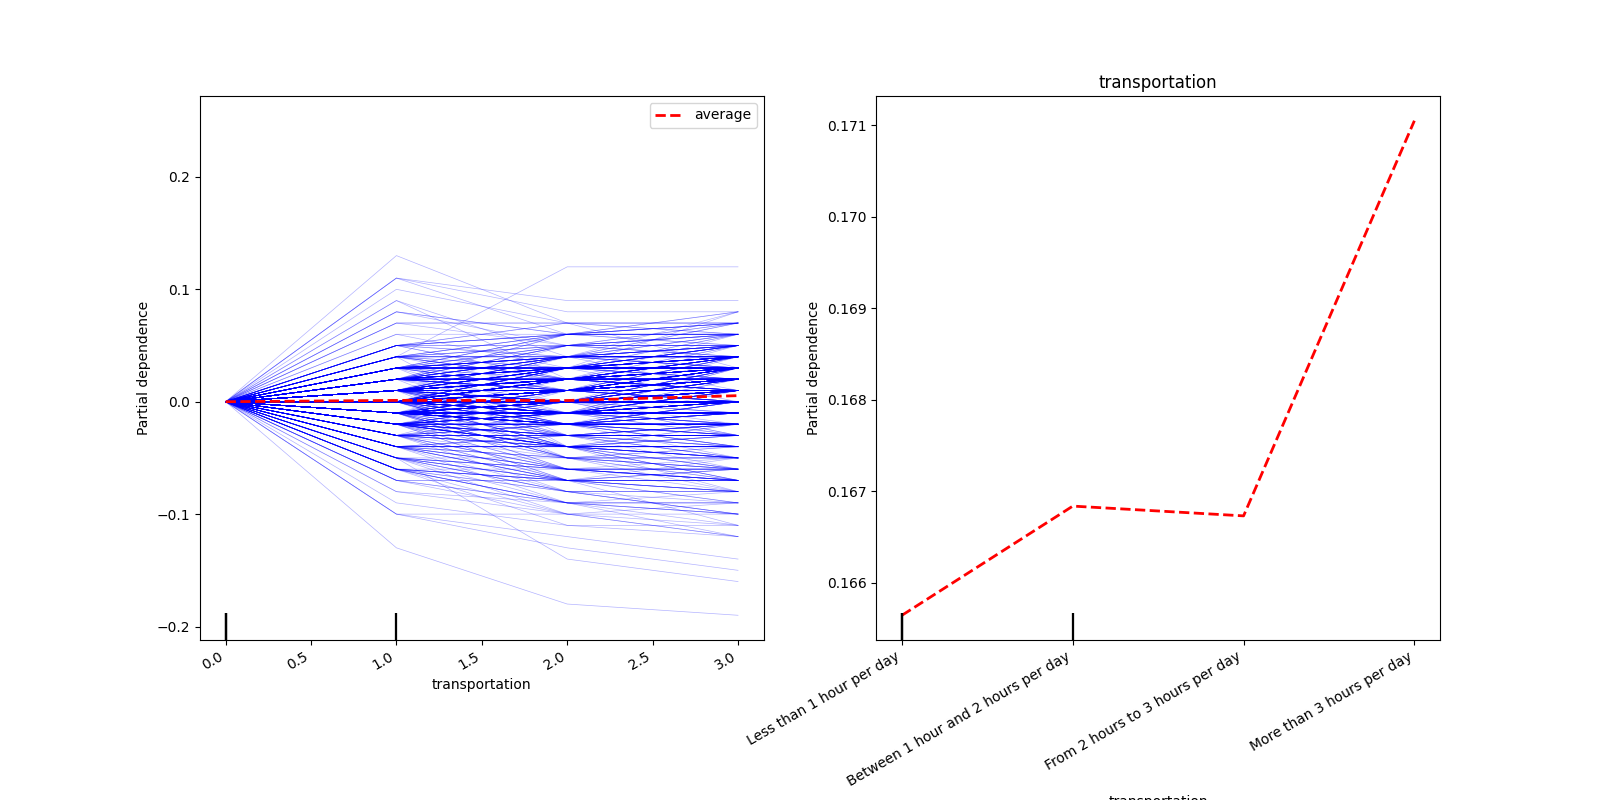 average
0.2
0.1
0.0
−0.1
−0.2
Partial dependence
0.0
0.5
1.0
1.5
2.0
2.5
3.0
transportation
transportation
0.171
0.170
0.169
0.168
0.167
0.166
Partial dependence
Less than 1 hour per day
Between 1 hour and 2 hours per day
From 2 hours to 3 hours per day
More than 3 hours per day
transportation